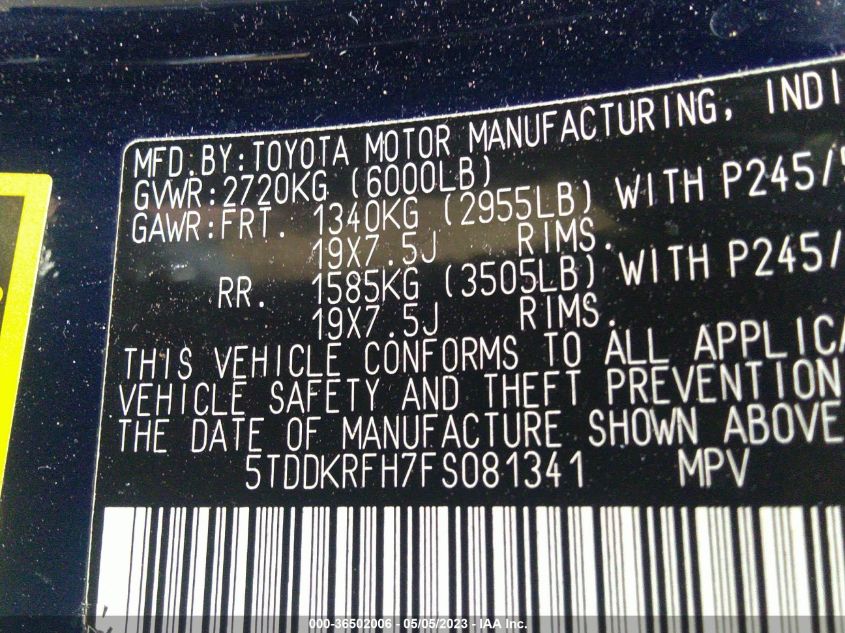 MFD.BY:TOYOTA MOTOR MANUFACTURING, INDI
GVWR:2720KG (6000LB)
GAWR:FRT. 1340KG (2955LB) WITH P245/5
19X7.5J RIMS.
RR. 1585KG (3505LB) WITH P245/
19X7.5J RIMS.
THIS VEHICLE CONFORMS TO ALL APPLICA
VEHICLE SAFETY AND THEFT PREVENTION
THE DATE OF MANUFACTURE SHOWN ABOVE
5TDDKRFH7FS081341 MPV
000-36502006 - 05/05/2023 - IAA Inc.